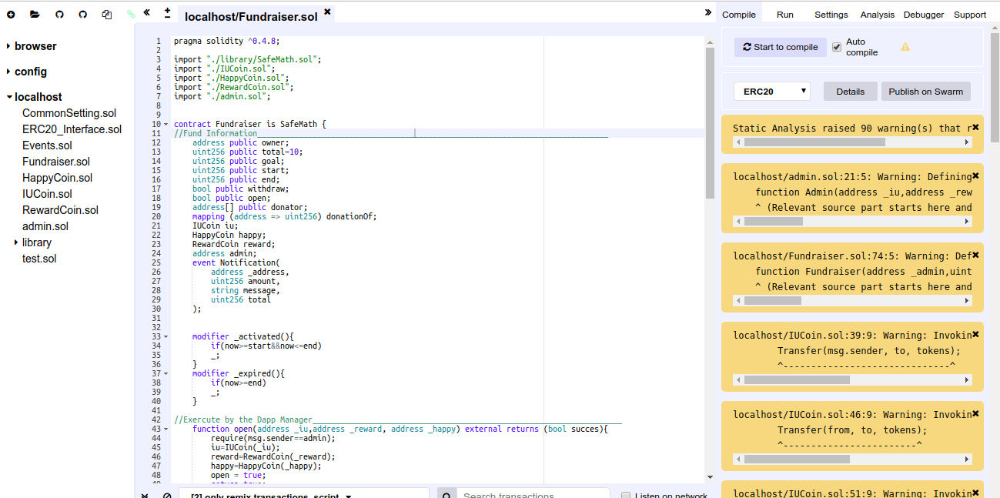 localhost/Fundraiser.sol
Compile Run Settings Analysis Debugger Support
browser
config
localhost
CommonSetting.sol
ERC20_Interface.sol
Events.sol
Fundraiser.sol
HappyCoin.sol
IUCoin.sol
RewardCoin.sol
admin.sol
library
test.sol
1 pragma solidity ^0.4.8;
2
3 import "./library/SafeMath.sol";
4 import "./IUCoin.sol";
5 import "./HappyCoin.sol";
6 import "./RewardCoin.sol";
7 import "./admin.sol";
8
9
10 contract Fundraiser is SafeMath {
11 //Fund Information____________________________________________________________________________
12 address public owner;
13 uint256 public total=10;
14 uint256 public goal;
15 uint256 public start;
16 uint256 public end;
17 bool public withdraw;
18 bool public open;
19 address[] public donator;
20 mapping (address => uint256) donationOf;
21 IUCoin iu;
22 HappyCoin happy;
23 RewardCoin reward;
24 address admin;
25 event Notification(
26 address _address,
27 uint256 amount,
28 string message,
29 uint256 total
30 );
31
32
33 modifier _activated(){
34 if(now>=start&&now<=end)
35 _;
36 }
37 modifier _expired(){
38 if(now>=end)
39 _;
40 }
41
42 //Exercute by the Dapp Manager___________________________________________________________________
43 function open(address _iu,address _reward, address _happy) external returns (bool succes){
44 require(msg.sender==admin);
45 iu=IUCoin(_iu);
46 reward=RewardCoin(_reward);
47 happy=HappyCoin(_happy);
48 open = true;
49 return true;
[2] only remix transactions, script
Search transactions
Listen on network
Start to compile
Auto compile
ERC20
Details
Publish on Swarm
Static Analysis raised 90 warning(s) that r
localhost/admin.sol:21:5: Warning: Defining
function Admin(address _iu,address _rew
^ (Relevant source part starts here and
localhost/Fundraiser.sol:74:5: Warning: Def
function Fundraiser(address _admin,uint
^ (Relevant source part starts here and
localhost/IUCoin.sol:39:9: Warning: Invokin
Transfer(msg.sender, to, tokens);
^------------------------------^
localhost/IUCoin.sol:46:9: Warning: Invokin
Transfer(from, to, tokens);
^------------------------^
localhost/IUCoin.sol:51:9: Warning: Invokin